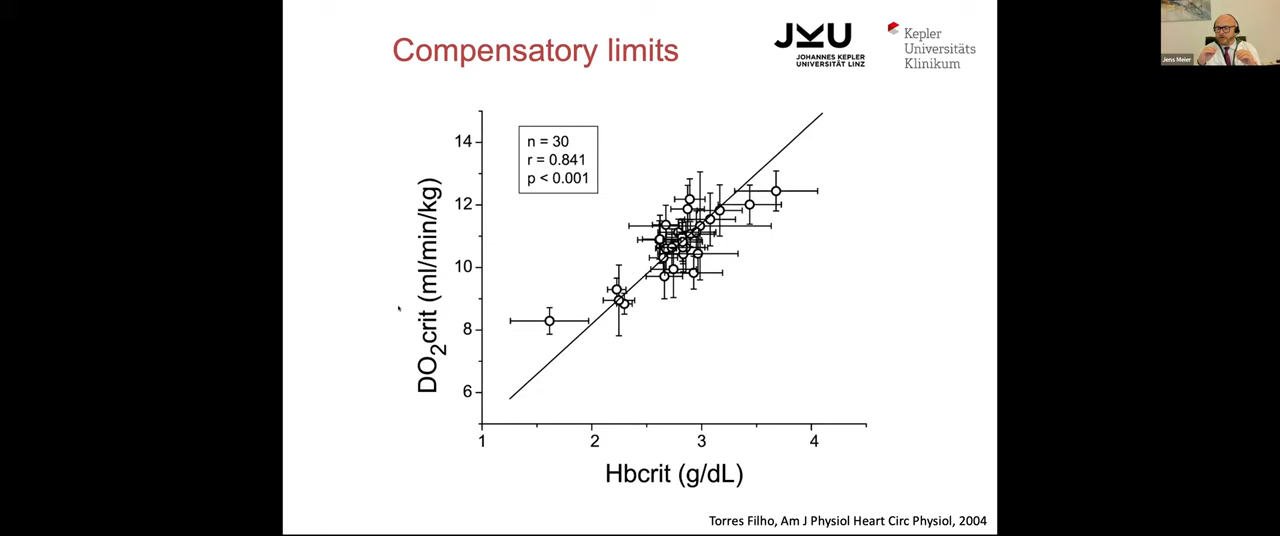 Compensatory limits
JKU
JOHANNES KEPLER
UNIVERSITÄT LINZ
Kepler
Universitäts
Klinikum
Jens Meier
n = 30
r = 0.841
p < 0.001
DO2crit (ml/min/kg)
14
12
10
8
6
1 2 3 4
Hbcrit (g/dL)
Torres Filho, Am J Physiol Heart Circ Physiol, 2004